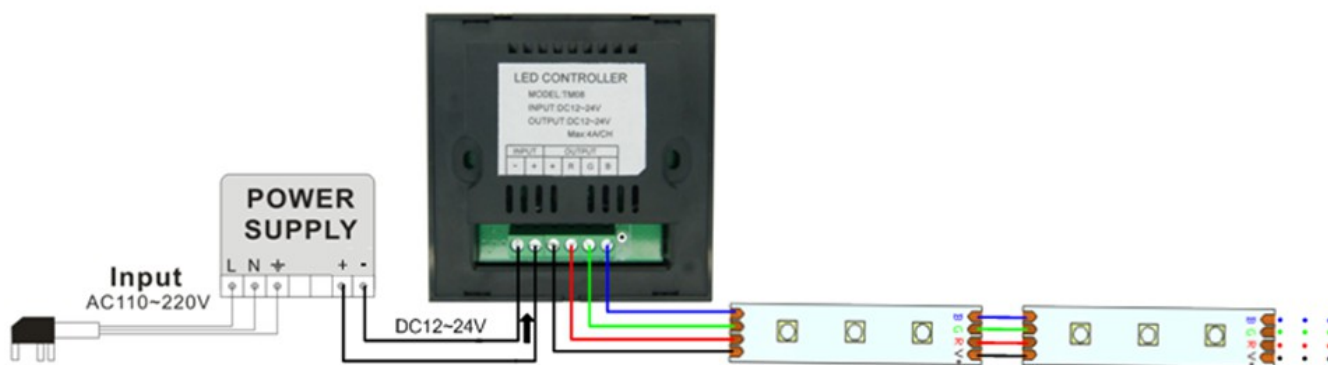 LED CONTROLLER
MODEL:TM08
INPUT:DC12~24V
OUTPUT:DC12~24V
Max:4A/CH
INPUT OUTPUT
- + + R G B
POWER
SUPPLY
L N + -
Input
AC110~220V
DC12~24V
B
G
R
V+
B
G
R
V+